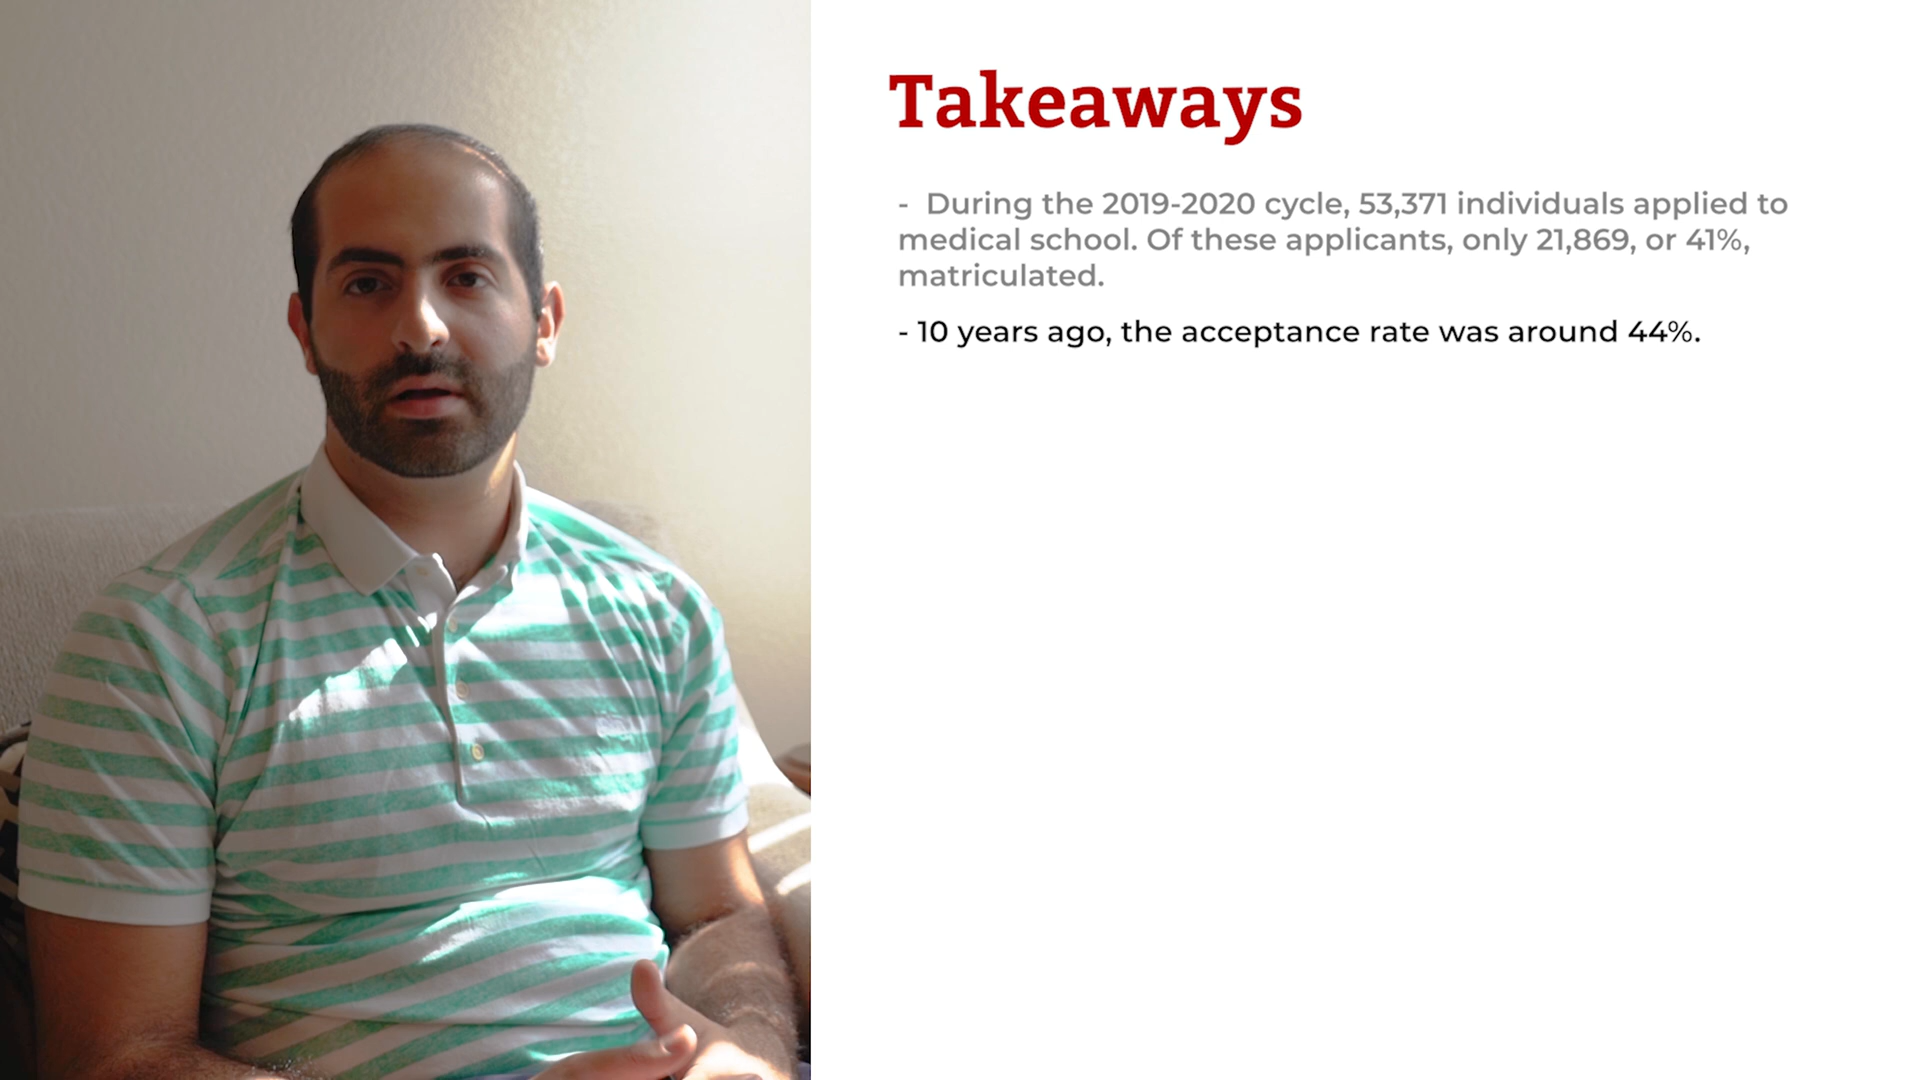 Takeaways
- During the 2019-2020 cycle, 53,371 individuals applied to
medical school. Of these applicants, only 21,869, or 41%,
matriculated.
- 10 years ago, the acceptance rate was around 44%.